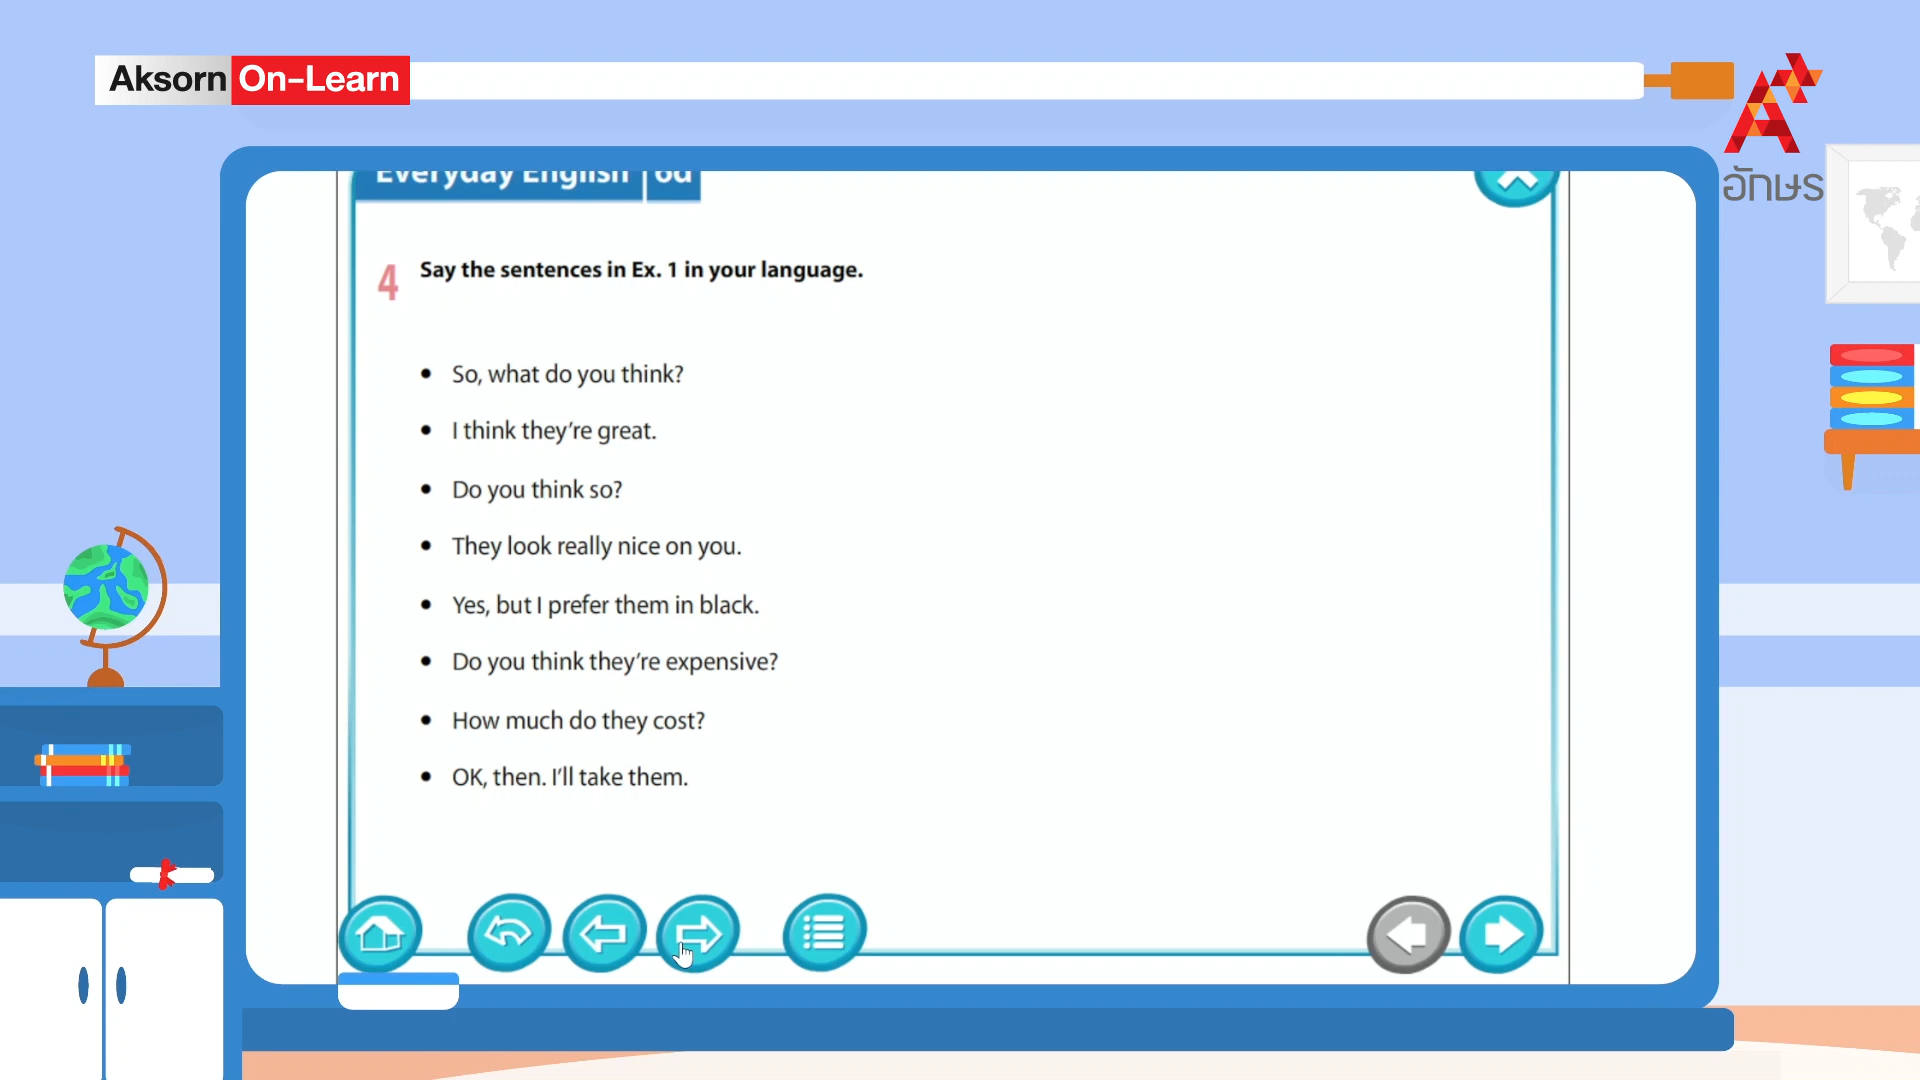 Aksorn On-Learn
อักษร
Everyday English 6d
4 Say the sentences in Ex. 1 in your language.
• So, what do you think?
• I think they’re great.
• Do you think so?
• They look really nice on you.
• Yes, but I prefer them in black.
• Do you think they’re expensive?
• How much do they cost?
• OK, then. I’ll take them.